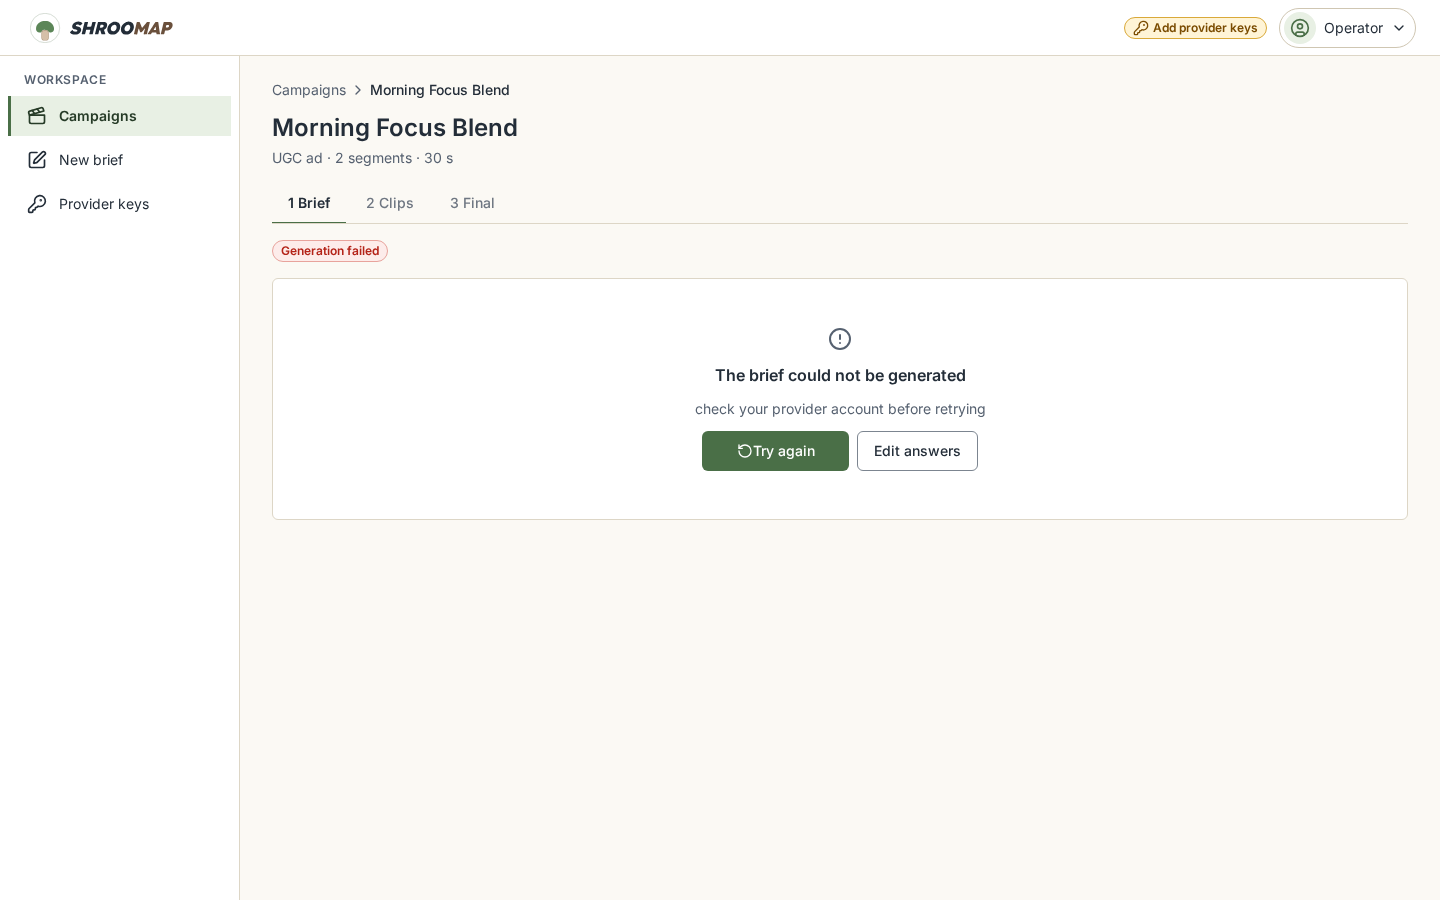 SHROOMAP
Add provider keys
Operator
WORKSPACE
Campaigns
New brief
Provider keys
Campaigns > Morning Focus Blend
Morning Focus Blend
UGC ad · 2 segments · 30 s
1 Brief
2 Clips
3 Final
Generation failed
The brief could not be generated
check your provider account before retrying
Try again
Edit answers